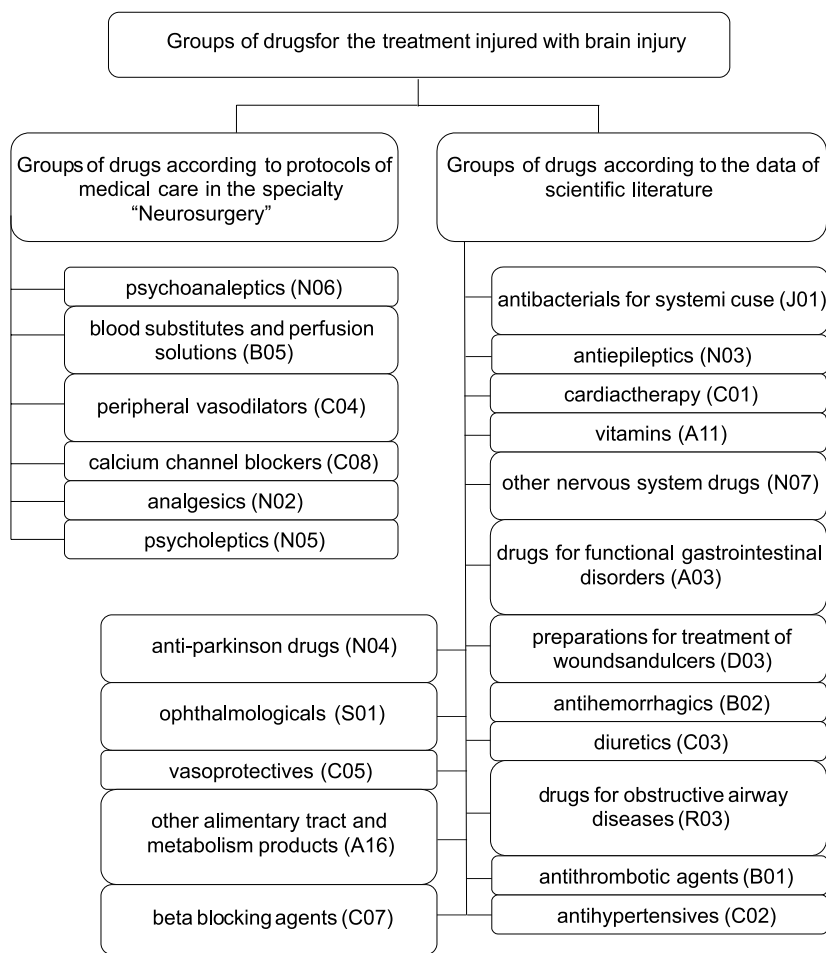 Groups of drugsfor the treatment injured with brain injury
Groups of drugs according to protocols of
medical care in the specialty
“Neurosurgery”
psychoanaleptics (N06)
blood substitutes and perfusion
solutions (B05)
peripheral vasodilators (C04)
calcium channel blockers (C08)
analgesics (N02)
psycholeptics (N05)
Groups of drugs according to the data of
scientific literature
antibacterials for systemi cuse (J01)
antiepileptics (N03)
cardiactherapy (C01)
vitamins (A11)
other nervous system drugs (N07)
drugs for functional gastrointestinal
disorders (A03)
preparations for treatment of
woundsandulcers (D03)
antihemorrhagics (B02)
diuretics (C03)
drugs for obstructive airway
diseases (R03)
antithrombotic agents (B01)
antihypertensives (C02)
anti-parkinson drugs (N04)
ophthalmologicals (S01)
vasoprotectives (C05)
other alimentary tract and
metabolism products (A16)
beta blocking agents (C07)